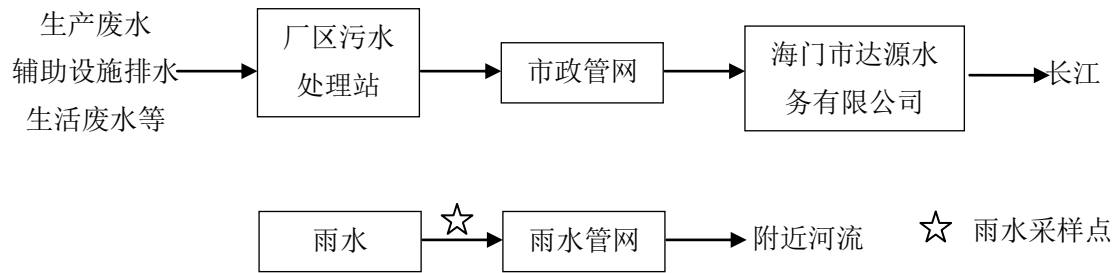 生产废水
辅助设施排水
生活废水等
厂区污水
处理站
市政管网
海门市达源水
务有限公司
长江
雨水
雨水管网
附近河流
雨水采样点